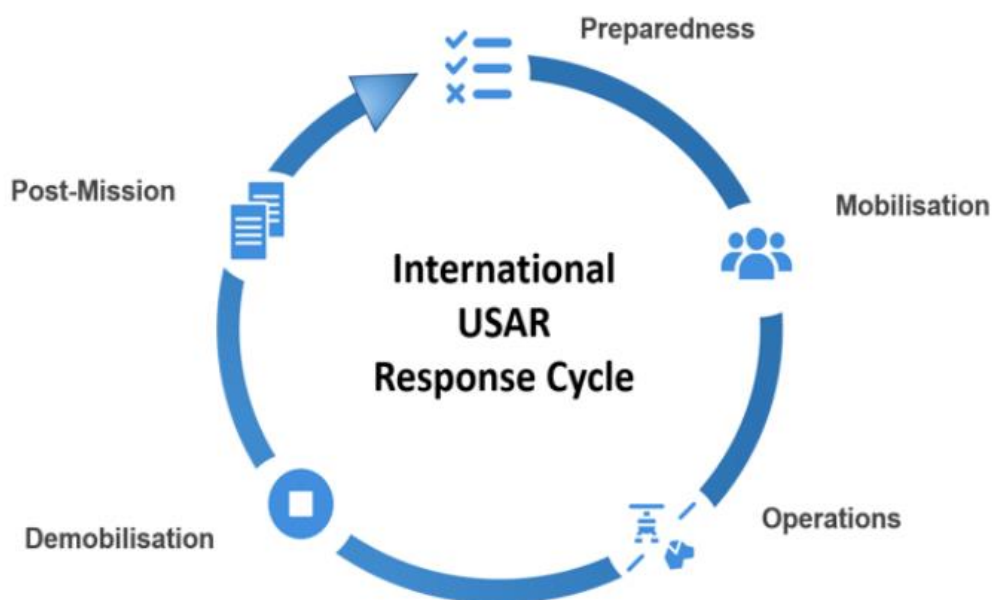 Preparedness
Mobilisation
Operations
Demobilisation
Post-Mission
International
USAR
Response Cycle